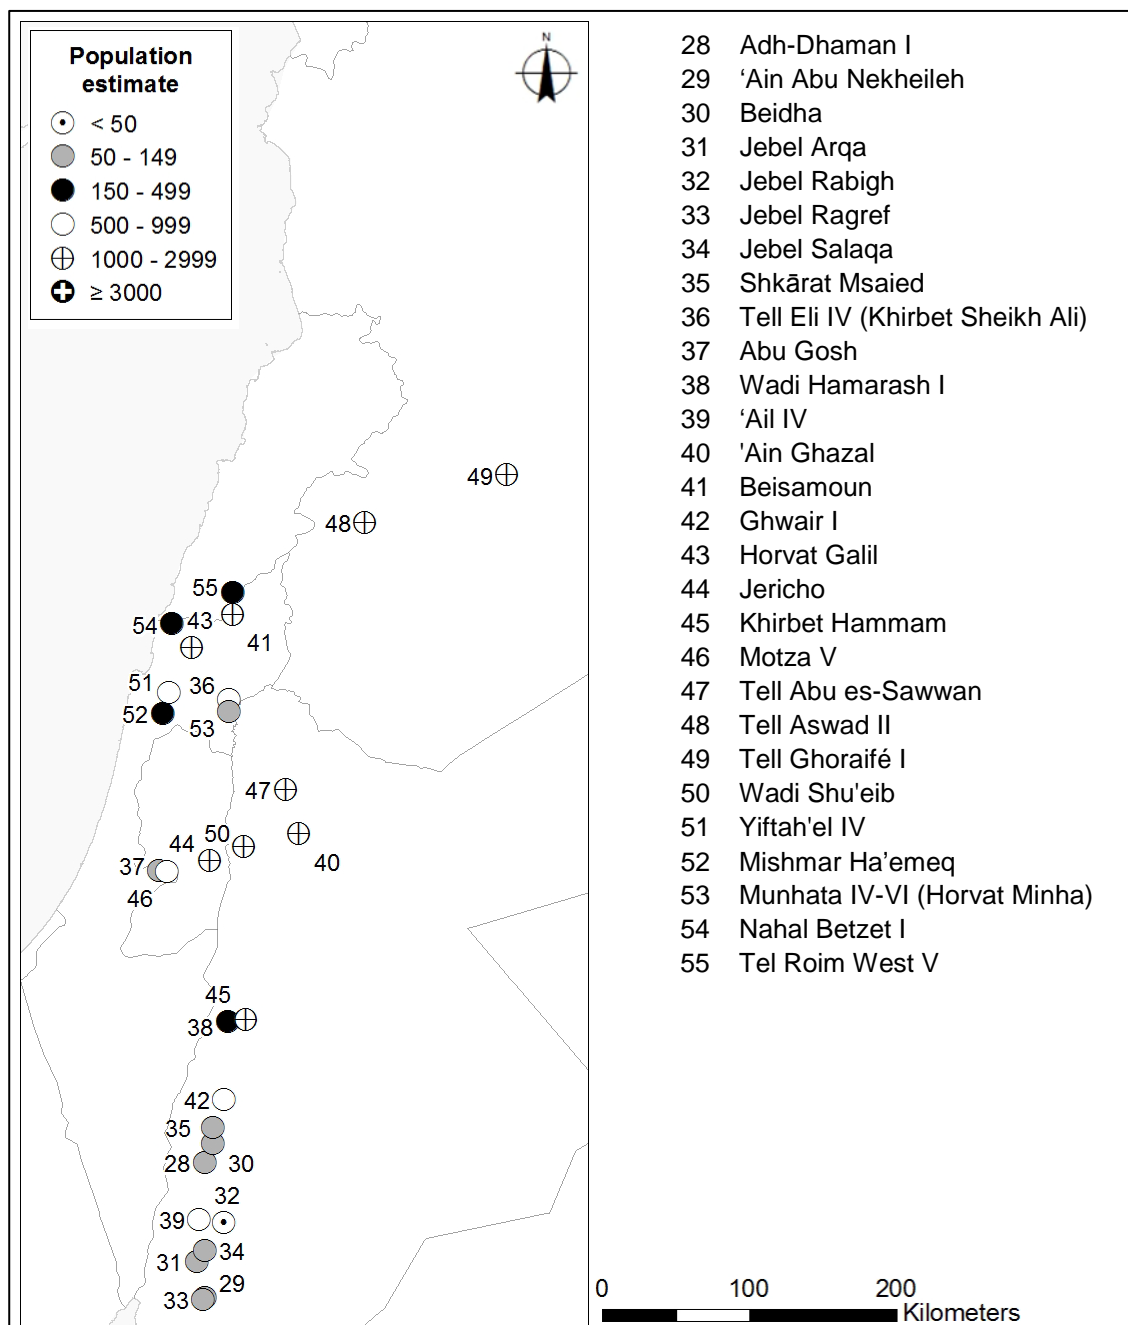 Population
estimate
< 50
50 - 149
150 - 499
500 - 999
1000 - 2999
≥ 3000
N
49
48
55
54
43
41
51
36
52
53
47
44
50
40
37
46
45
38
42
35
28
30
32
39
34
31
29
33
28 Adh-Dhaman I
29 ‘Ain Abu Nekheileh
30 Beidha
31 Jebel Arqa
32 Jebel Rabigh
33 Jebel Ragref
34 Jebel Salaqa
35 Shkārat Msaied
36 Tell Eli IV (Khirbet Sheikh Ali)
37 Abu Gosh
38 Wadi Hamarash I
39 ‘Ail IV
40 'Ain Ghazal
41 Beisamoun
42 Ghwair I
43 Horvat Galil
44 Jericho
45 Khirbet Hammam
46 Motza V
47 Tell Abu es-Sawwan
48 Tell Aswad II
49 Tell Ghoraifé I
50 Wadi Shu'eib
51 Yiftah'el IV
52 Mishmar Ha’emeq
53 Munhata IV-VI (Horvat Minha)
54 Nahal Betzet I
55 Tel Roim West V
0 100 200
Kilometers